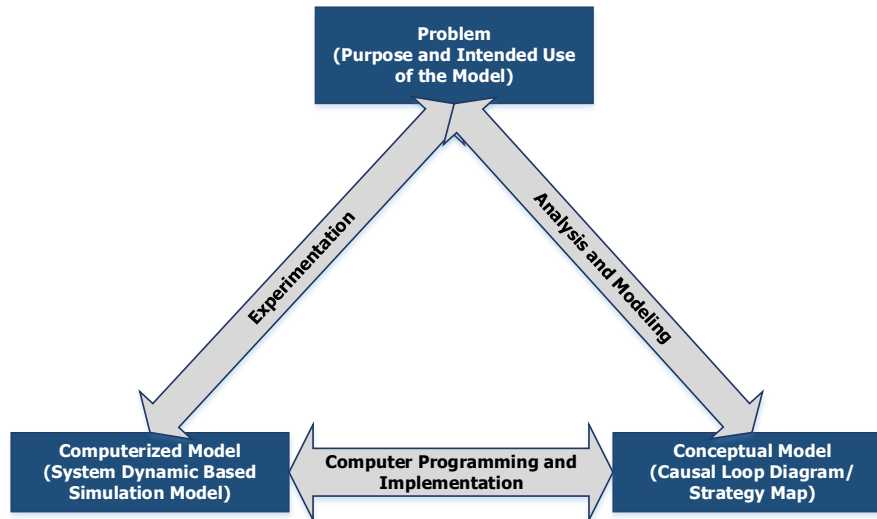 Problem
(Purpose and Intended Use
of the Model)
Experimentation
Analysis and Modeling
Computerized Model
(System Dynamic Based
Simulation Model)
Computer Programming and
Implementation
Conceptual Model
(Causal Loop Diagram/
Strategy Map)